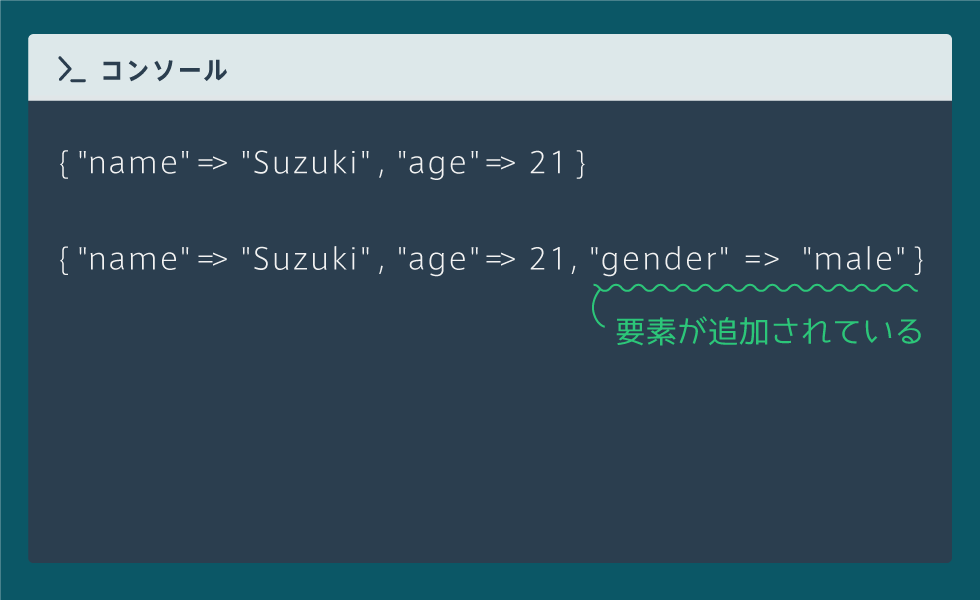 >_ コンソール
{ "name" => "Suzuki" , "age" => 21 }
{ "name" => "Suzuki" , "age" => 21 , "gender" => "male" }
要素が追加されている